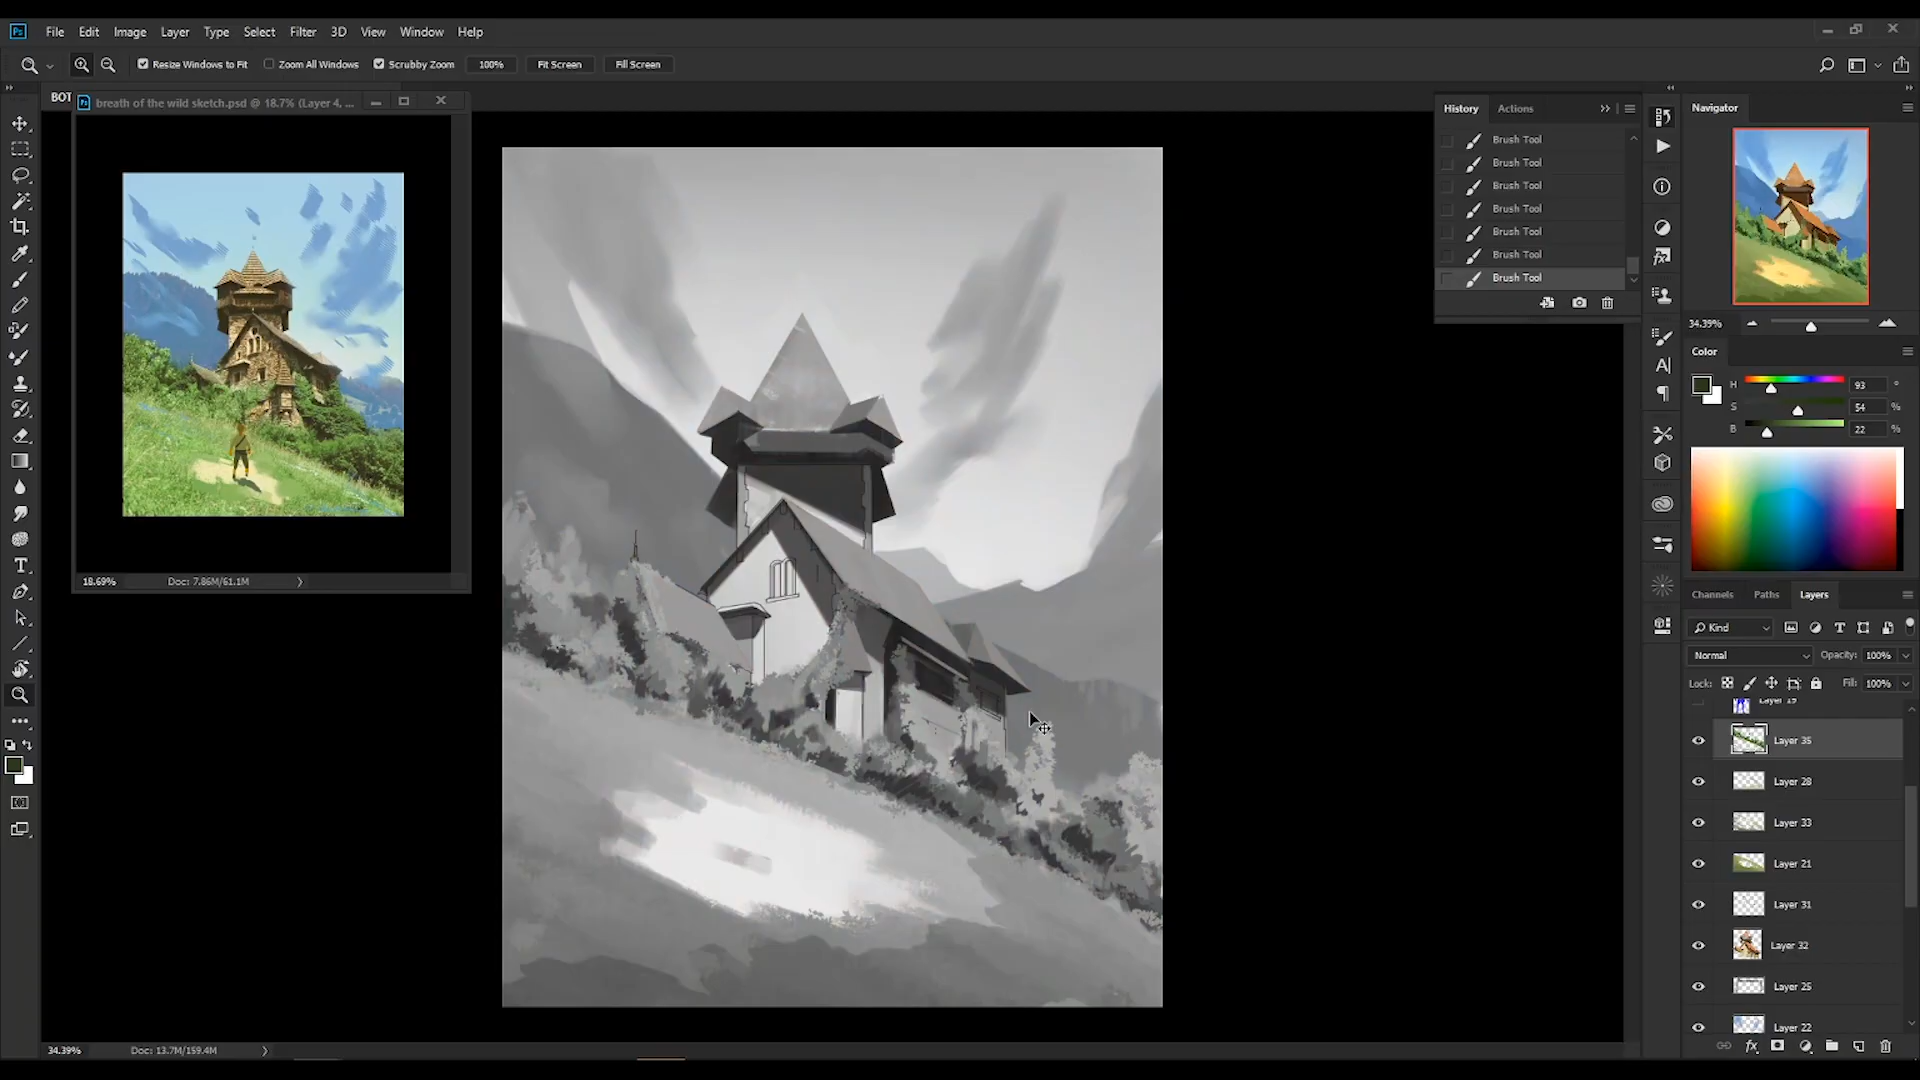 Ps File Edit Image Layer Type Select Filter 3D View Window Help
Resize Windows to Fit Zoom All Windows Scrubby Zoom 100% Fit Screen Fill Screen
BOT
Ps breath of the wild sketch.psd @ 18.7% (Layer 4, ...
18.69% Doc: 7.86M/61.1M
History Actions
Brush Tool
Brush Tool
Brush Tool
Brush Tool
Brush Tool
Brush Tool
Brush Tool
Navigator
34.39%
Color
H 93 °
S 54 %
B 22 %
Channels Paths Layers
Kind
Normal Opacity: 100%
Lock: Fill: 100%
Layer 19
Layer 35
Layer 28
Layer 33
Layer 21
Layer 31
Layer 32
Layer 25
Layer 22
34.39% Doc: 13.7M/159.4M